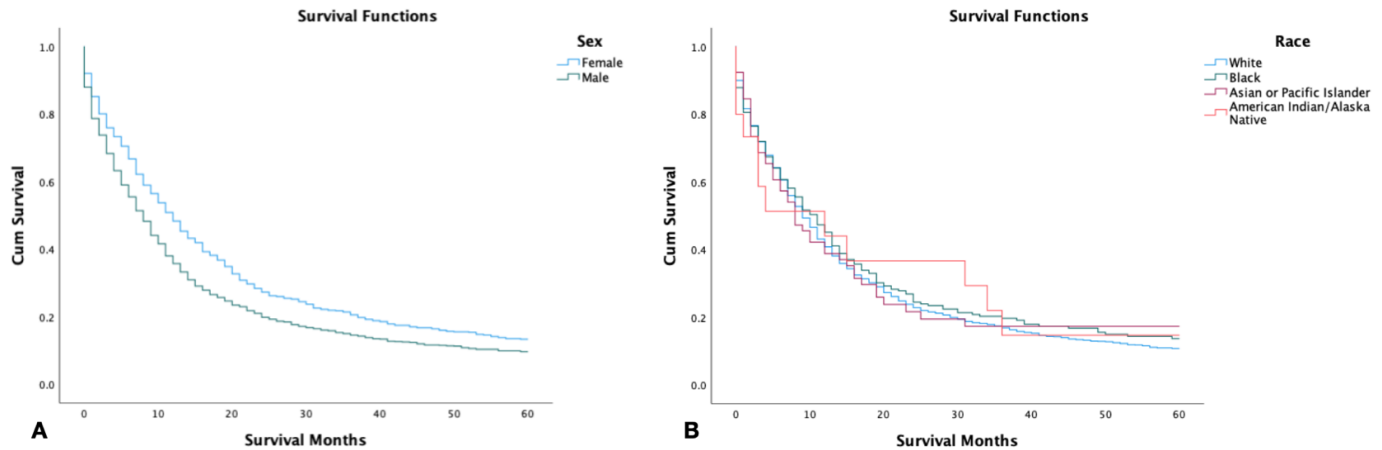 Survival Functions
Cum Survival
1.0
0.8
0.6
0.4
0.2
0.0
0 10 20 30 40 50 60
Survival Months
Sex
Female
Male
A
Survival Functions
Cum Survival
1.0
0.8
0.6
0.4
0.2
0.0
0 10 20 30 40 50 60
Survival Months
Race
White
Black
Asian or Pacific Islander
American Indian/Alaska
Native
B